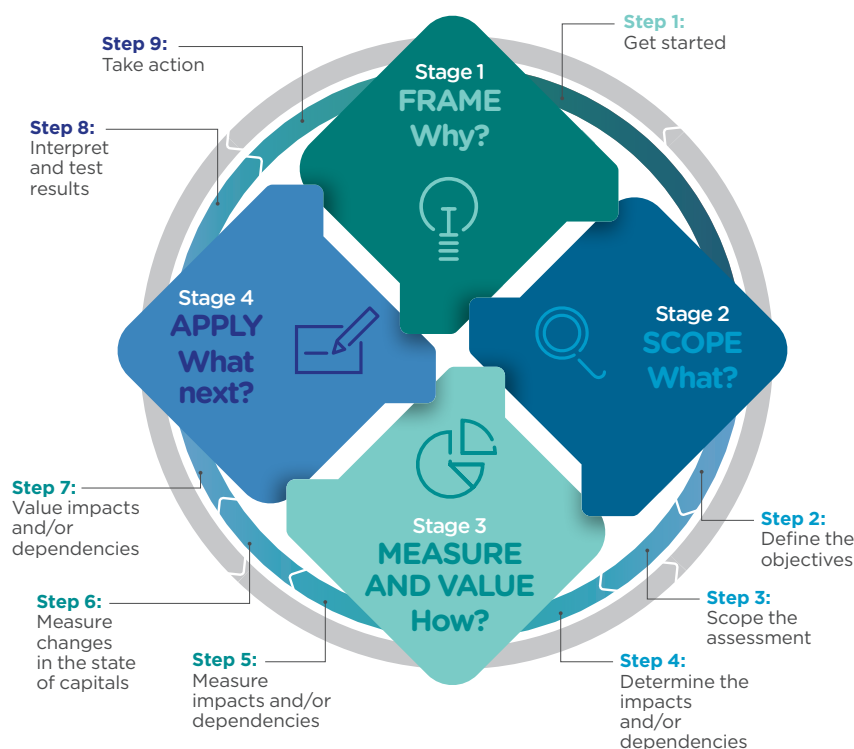 Stage 1
FRAME
Why?
Step 1:
Get started
Stage 2
SCOPE
What?
Step 2:
Define the
objectives
Step 3:
Scope the
assessment
Step 4:
Determine the
impacts
and/or
dependencies
Stage 3
MEASURE
AND VALUE
How?
Step 5:
Measure
impacts and/or
dependencies
Step 6:
Measure
changes
in the state
of capitals
Step 7:
Value impacts
and/or
dependencies
Stage 4
APPLY
What
next?
Step 8:
Interpret
and test
results
Step 9:
Take action